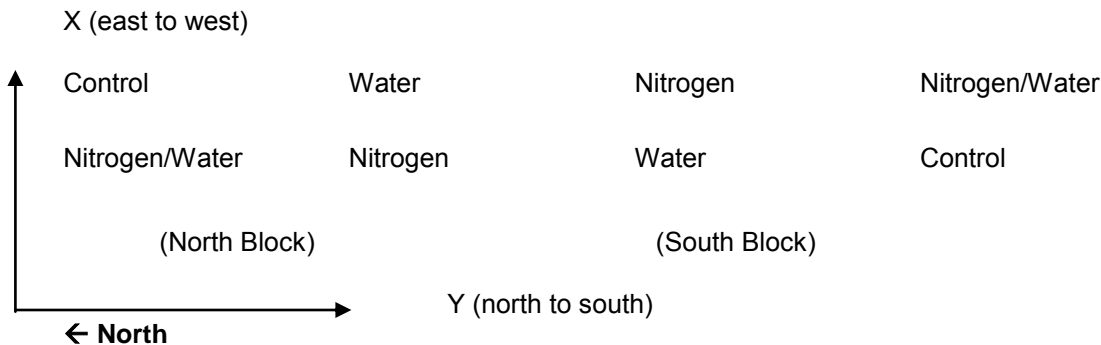 X (east to west)
Control Water Nitrogen Nitrogen/Water
Nitrogen/Water Nitrogen Water Control
(North Block) (South Block)
Y (north to south)
← North